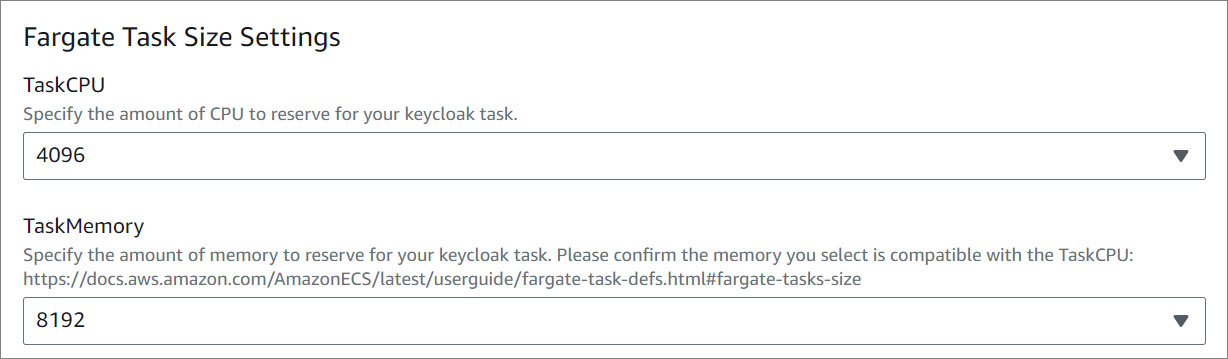 Fargate Task Size Settings
TaskCPU
Specify the amount of CPU to reserve for your keycloak task.
4096
TaskMemory
Specify the amount of memory to reserve for your keycloak task. Please confirm the memory you select is compatible with the TaskCPU:
https://docs.aws.amazon.com/AmazonECS/latest/userguide/fargate-task-defs.html#fargate-tasks-size
8192